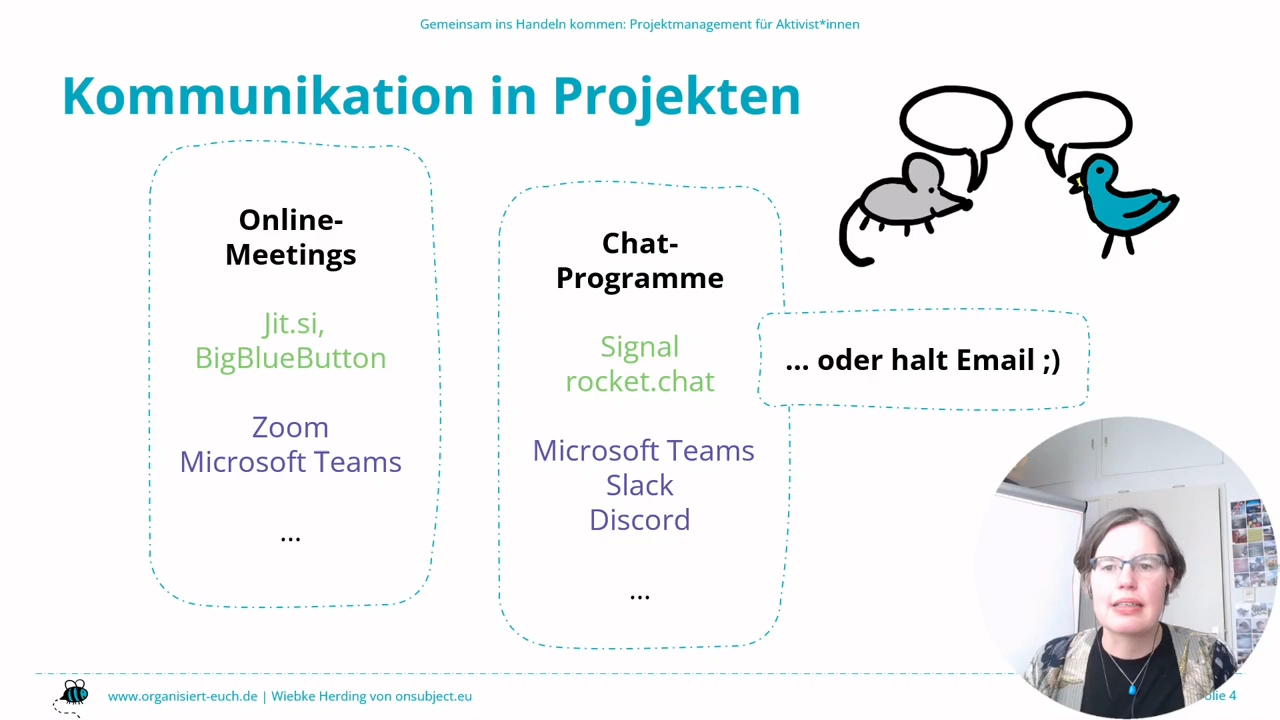 Gemeinsam ins Handeln kommen: Projektmanagement für Aktivist*innen
Kommunikation in Projekten
Online-
Meetings
Jit.si,
BigBlueButton
Zoom
Microsoft Teams
...
Chat-
Programme
Signal
rocket.chat
Microsoft Teams
Slack
Discord
...
... oder halt Email ;)
www.organisiert-euch.de | Wiebke Herding von onsubject.eu
olie 4